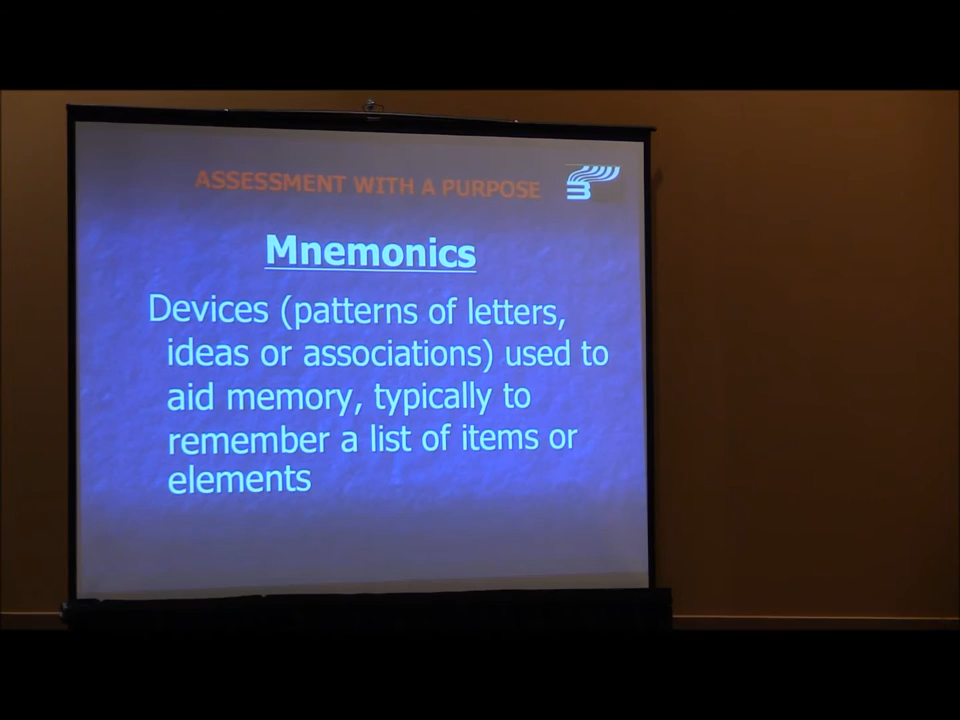 ASSESSMENT WITH A PURPOSE
Mnemonics
Devices (patterns of letters,
ideas or associations) used to
aid memory, typically to
remember a list of items or
elements